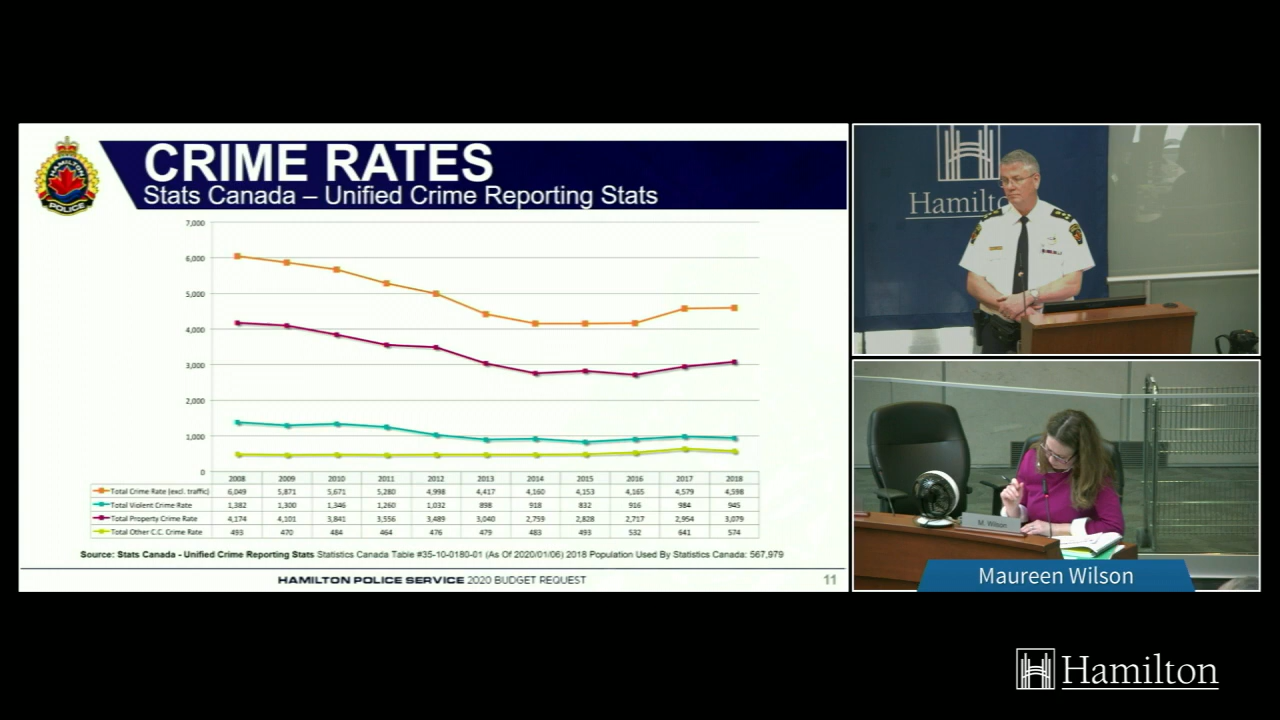 HAMILTON
POLICE
CRIME RATES
Stats Canada – Unified Crime Reporting Stats
7,000
6,000
5,000
4,000
3,000
2,000
1,000
0
2008 2009 2010 2011 2012 2013 2014 2015 2016 2017 2018
Total Crime Rate (excl. traffic) 6,049 5,871 5,671 5,280 4,998 4,417 4,160 4,153 4,165 4,579 4,598
Total Violent Crime Rate 1,382 1,300 1,346 1,260 1,032 898 918 832 916 984 945
Total Property Crime Rate 4,174 4,101 3,841 3,556 3,489 3,040 2,759 2,828 2,717 2,954 3,079
Total Other C.C. Crime Rate 493 470 484 464 476 479 483 493 532 641 574
Source: Stats Canada - Unified Crime Reporting Stats Statistics Canada Table #35-10-0180-01 (As Of 2020/01/06) 2018 Population Used By Statistics Canada: 567,979
HAMILTON POLICE SERVICE 2020 BUDGET REQUEST
11
Hamilto
M. Wilson
Maureen Wilson
Hamilton